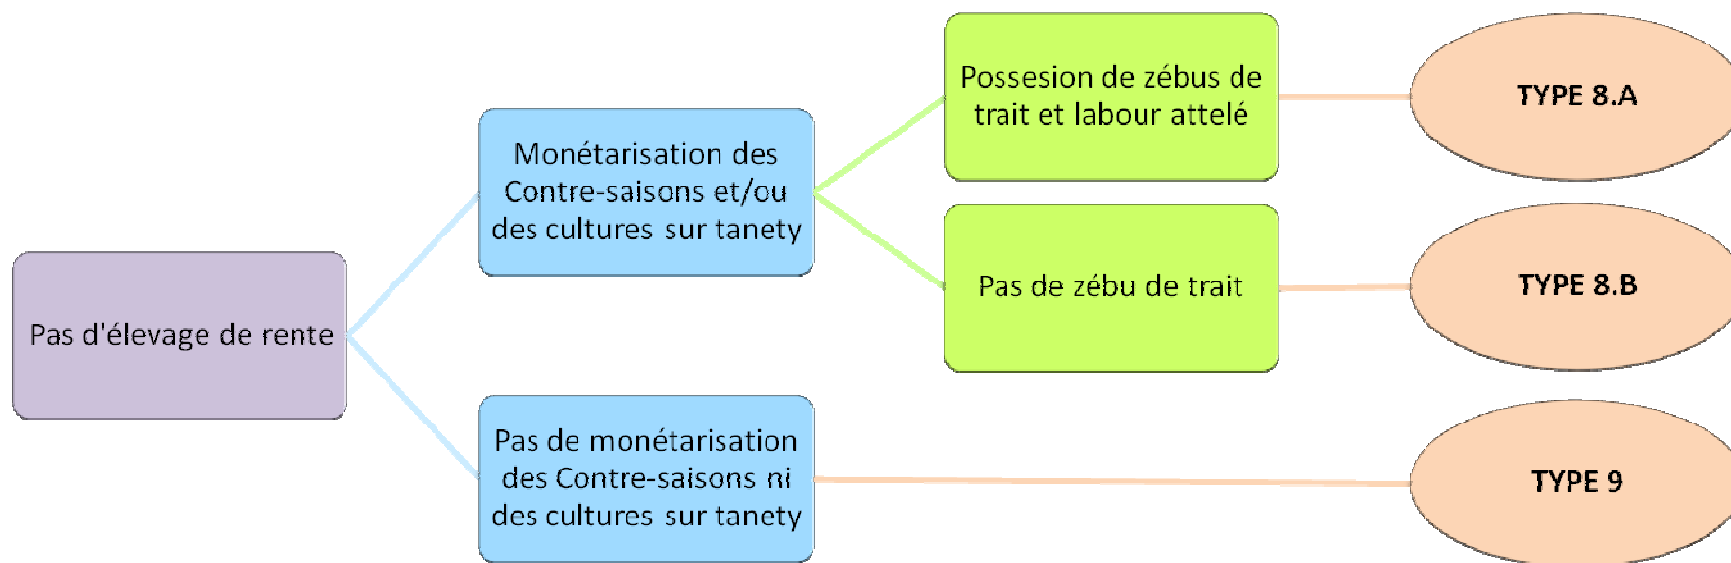 Pas d'élevage de rente
Monétarisation des
Contre-saisons et/ou
des cultures sur tanety
Possesion de zébus de
trait et labour attelé
TYPE 8.A
Pas de zébu de trait
TYPE 8.B
Pas de monétarisation
des Contre-saisons ni
des cultures sur tanety
TYPE 9